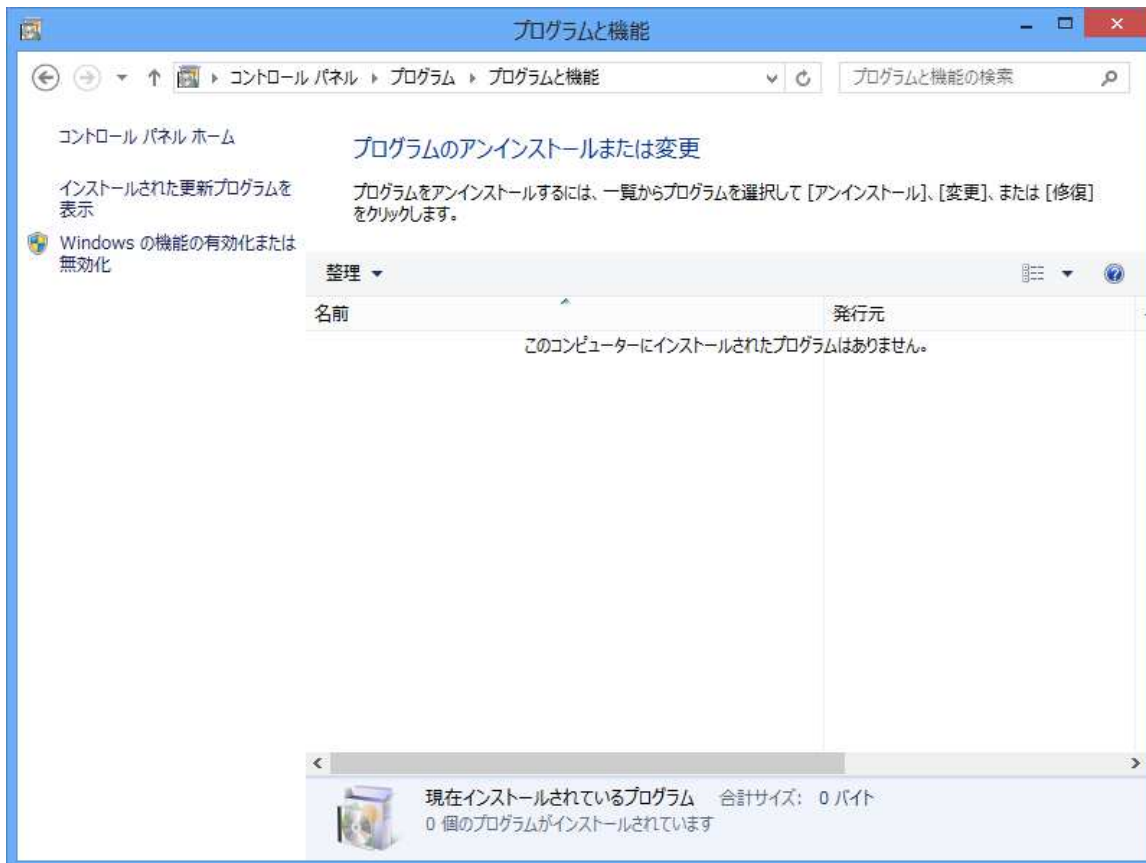 プログラムと機能
コントロール パネル ▸ プログラム ▸ プログラムと機能
プログラムと機能の検索
コントロール パネル ホーム
インストールされた更新プログラムを
表示
Windows の機能の有効化または
無効化
プログラムのアンインストールまたは変更
プログラムをアンインストールするには、一覧からプログラムを選択して [アンインストール]、[変更]、または [修復]
をクリックします。
整理
名前 発行元
このコンピューターにインストールされたプログラムはありません。
現在インストールされているプログラム 合計サイズ: 0 バイト
0 個のプログラムがインストールされています